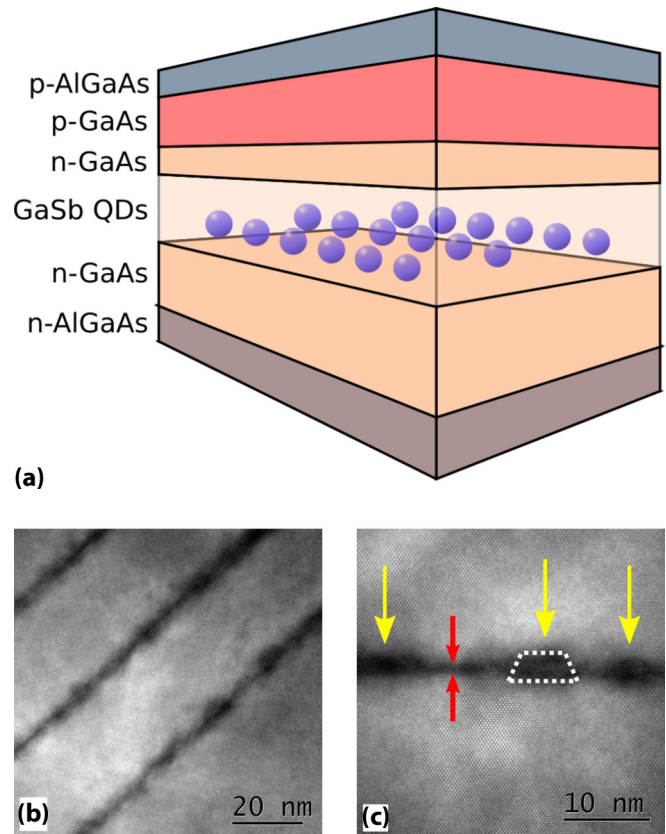 p-AlGaAs
p-GaAs
n-GaAs
GaSb QDs
n-GaAs
n-AlGaAs
(a)
(b)
20 nm
(c)
10 nm